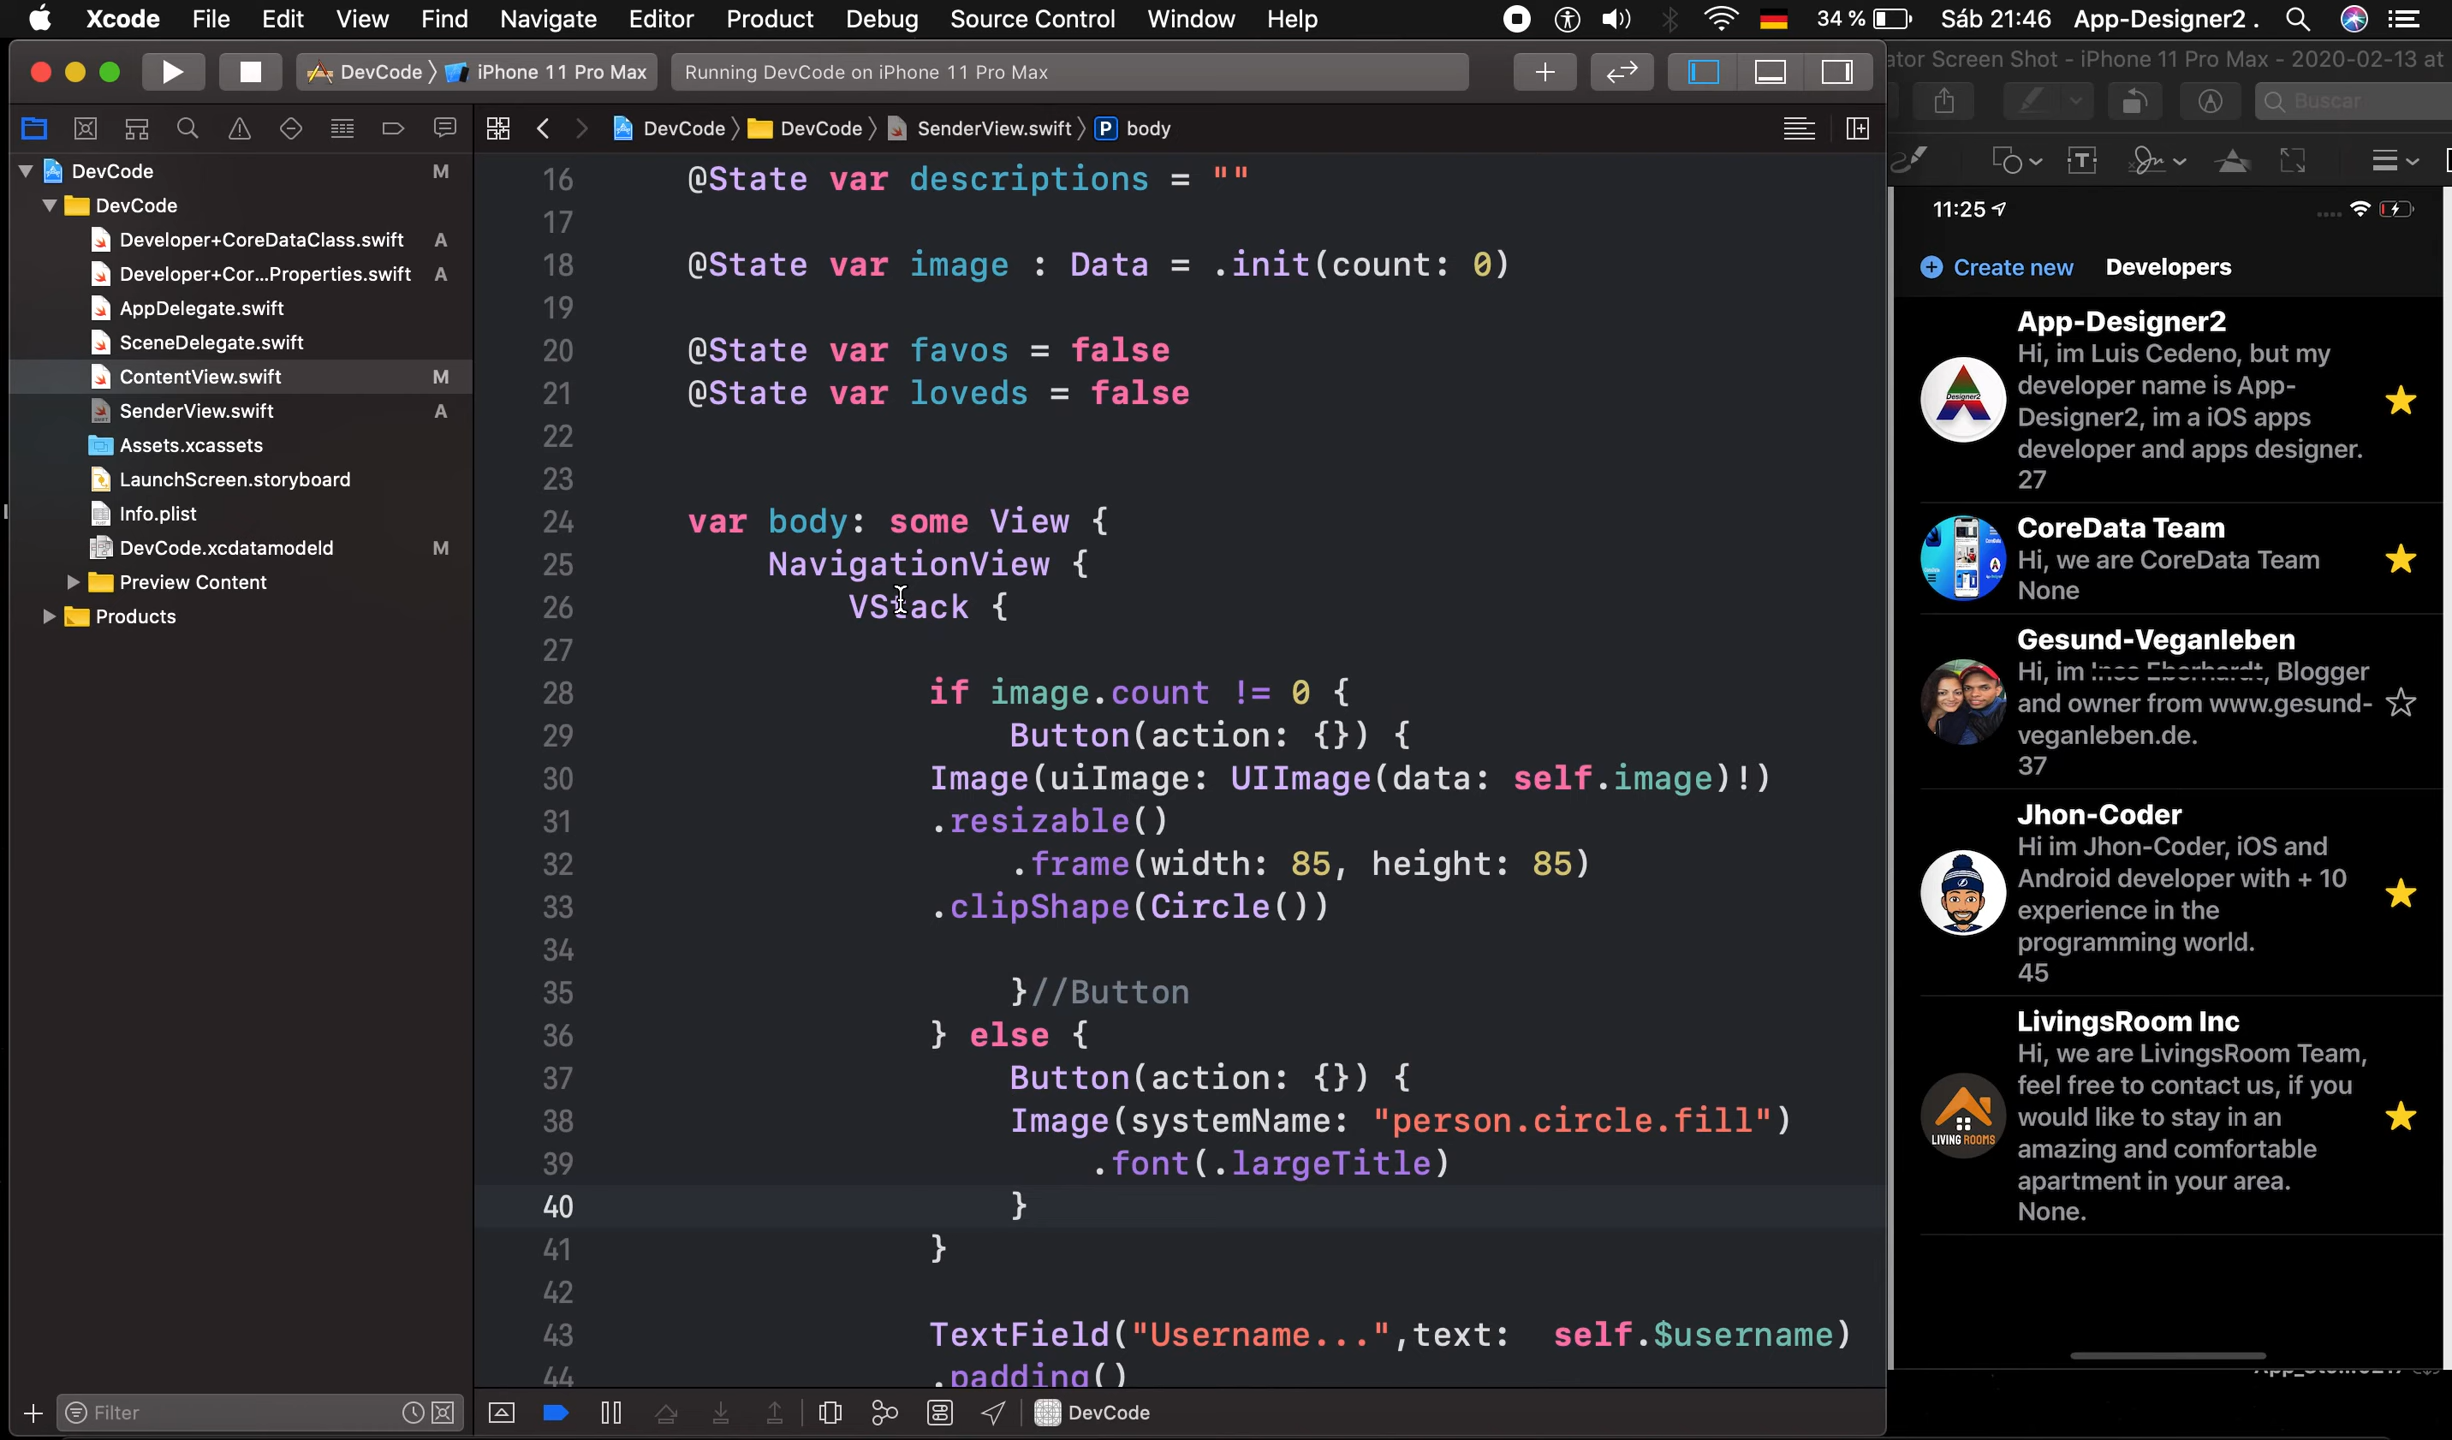 Xcode File Edit View Find Navigate Editor Product Debug Source Control Window Help 34 % Sáb 21:46 App-Designer2 .
DevCode iPhone 11 Pro Max Running DevCode on iPhone 11 Pro Max
DevCode DevCode SenderView.swift P body
DevCode M
DevCode
Developer+CoreDataClass.swift A
Developer+Cor...Properties.swift A
AppDelegate.swift
SceneDelegate.swift
ContentView.swift M
SenderView.swift A
Assets.xcassets
LaunchScreen.storyboard
Info.plist
DevCode.xcdatamodeld M
Preview Content
Products
Filter
16 @State var descriptions = ""
17
18 @State var image : Data = .init(count: 0)
19
20 @State var favos = false
21 @State var loveds = false
22
23
24 var body: some View {
25 NavigationView {
26 VStack {
27
28 if image.count != 0 {
29 Button(action: {}) {
30 Image(uiImage: UIImage(data: self.image)!)
31 .resizable()
32 .frame(width: 85, height: 85)
33 .clipShape(Circle())
34
35 }//Button
36 } else {
37 Button(action: {}) {
38 Image(systemName: "person.circle.fill")
39 .font(.largeTitle)
40 }
41 }
42
43 TextField("Username...",text: self.$username)
44 .padding()
DevCode
ator Screen Shot - iPhone 11 Pro Max - 2020-02-13 at
Buscar
11:25
Create new Developers
App-Designer2
Hi, im Luis Cedeno, but my
developer name is App-
Designer2, im a iOS apps
developer and apps designer.
27
Designer2
CoreData Team
Hi, we are CoreData Team
None
Gesund-Veganleben
Hi, im Ines Eberhardt, Blogger
and owner from www.gesund-
veganleben.de.
37
Jhon-Coder
Hi im Jhon-Coder, iOS and
Android developer with + 10
experience in the
programming world.
45
LivingsRoom Inc
Hi, we are LivingsRoom Team,
feel free to contact us, if you
would like to stay in an
amazing and comfortable
apartment in your area.
None.
LIVING ROOMS